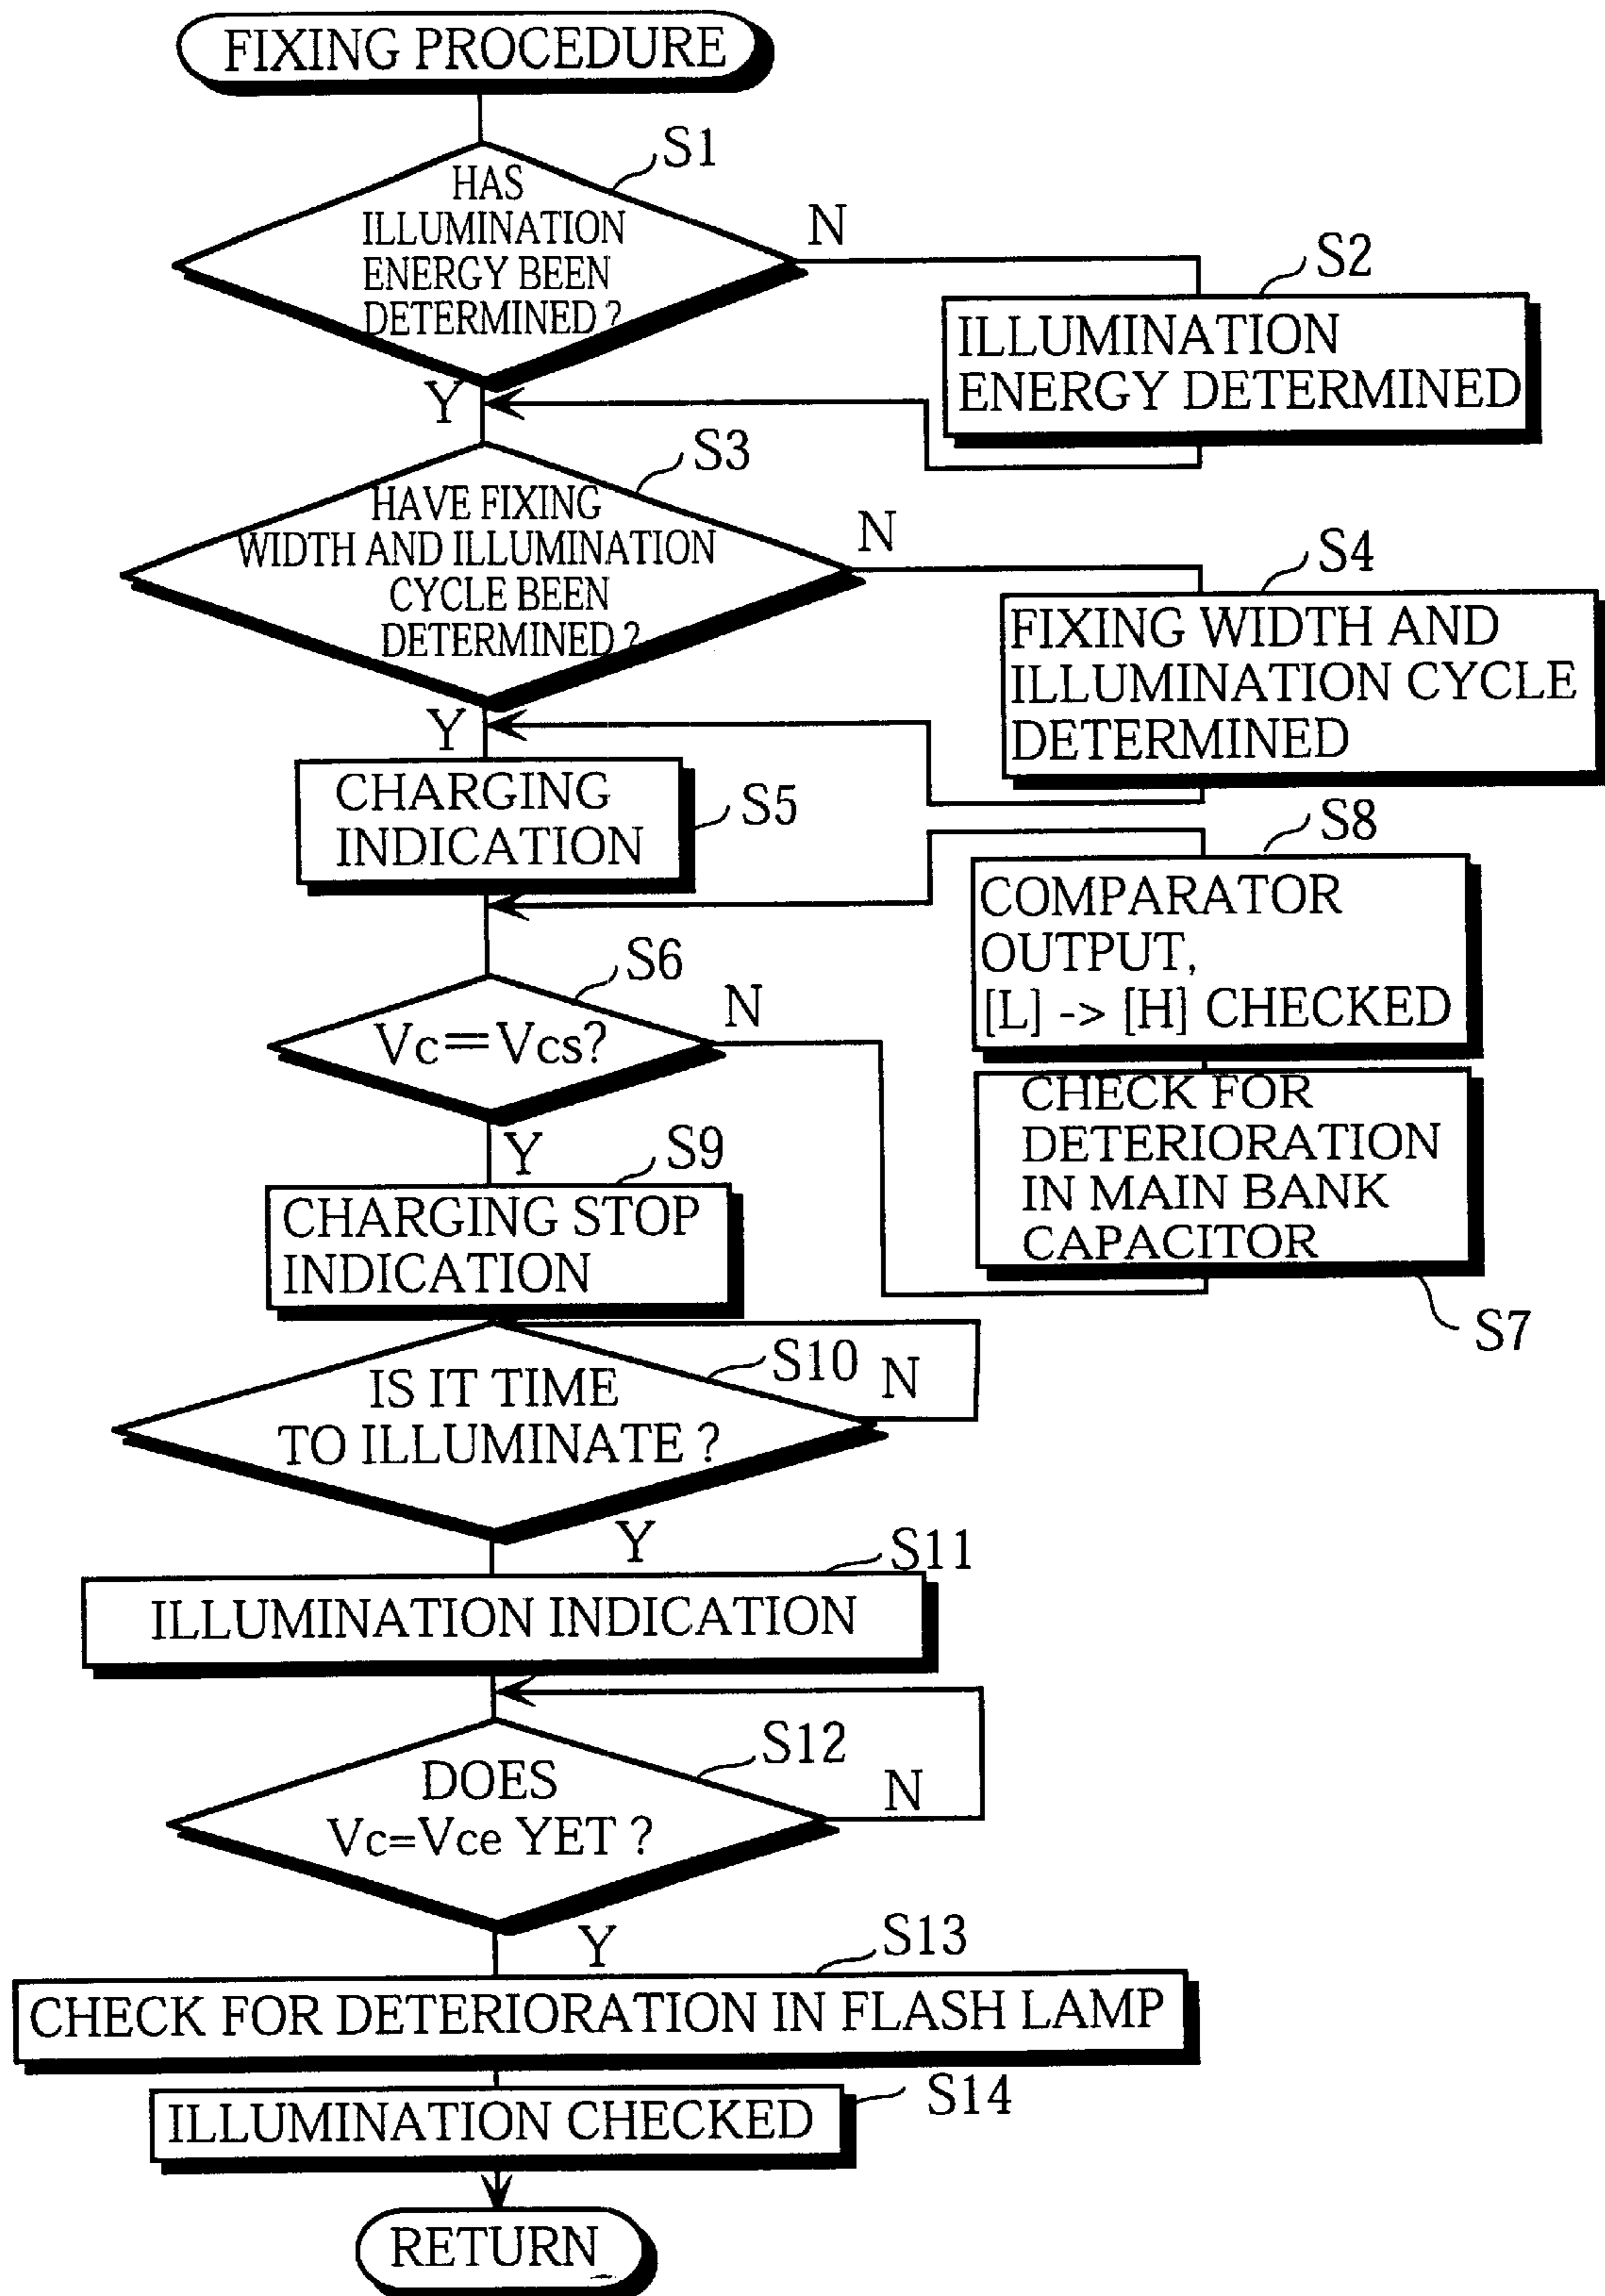 FIXING PROCEDURE
S1
HAS
ILLUMINATION
ENERGY BEEN
DETERMINED ?
N
S2
ILLUMINATION
ENERGY DETERMINED
Y
S3
HAVE FIXING
WIDTH AND ILLUMINATION
CYCLE BEEN
DETERMINED ?
N
S4
FIXING WIDTH AND
ILLUMINATION CYCLE
DETERMINED
Y
CHARGING
INDICATION
S5
S8
COMPARATOR
OUTPUT,
[L] -> [H] CHECKED
S6
Vc=Vcs?
N
CHECK FOR
DETERIORATION
IN MAIN BANK
CAPACITOR
S7
Y
S9
CHARGING STOP
INDICATION
S10
IS IT TIME
TO ILLUMINATE ?
N
Y
S11
ILLUMINATION INDICATION
S12
DOES
Vc=Vce YET ?
N
Y
S13
CHECK FOR DETERIORATION IN FLASH LAMP
S14
ILLUMINATION CHECKED
RETURN